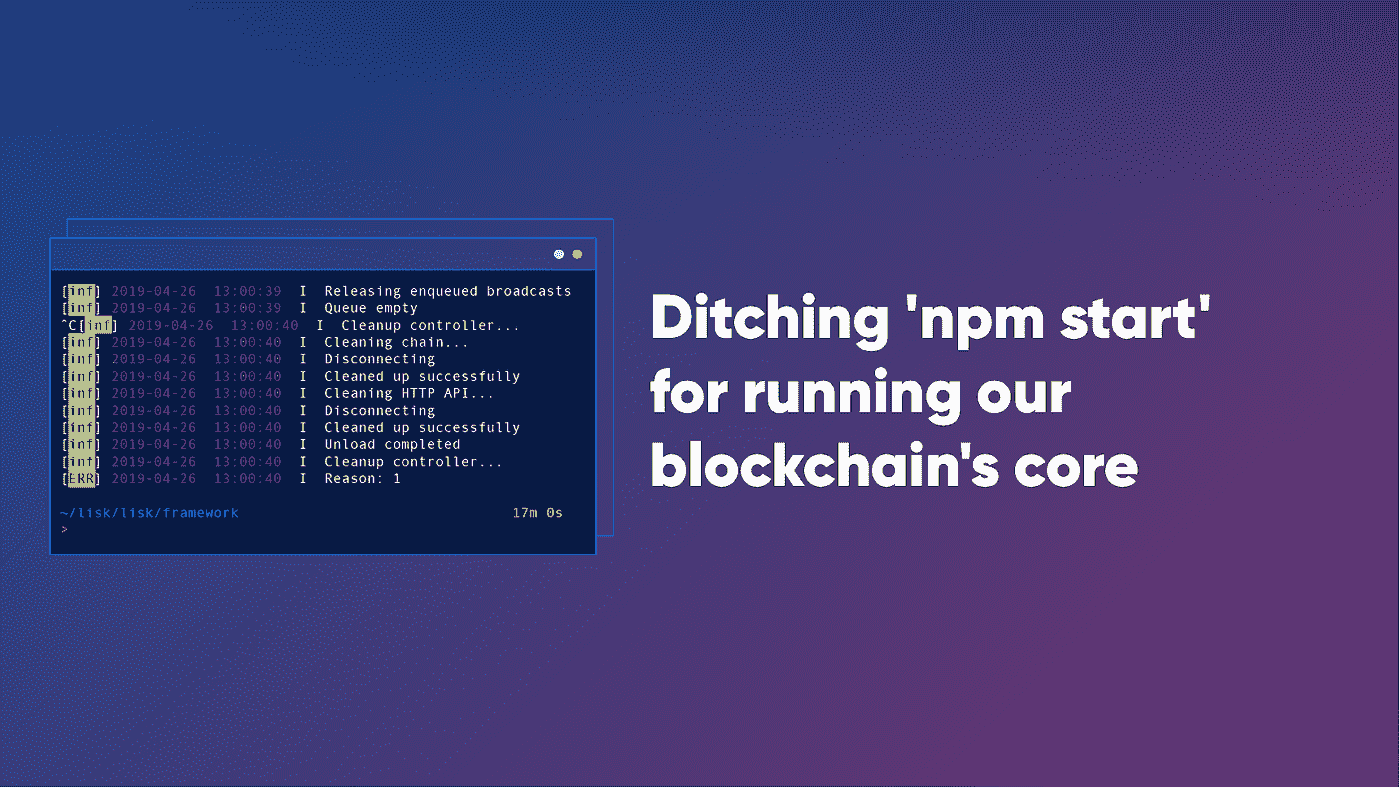 [inf] 2019-04-26 13:00:39 I Releasing enqueued broadcasts
[inf] 2019-04-26 13:00:39 I Queue empty
^C[inf] 2019-04-26 13:00:40 I Cleanup controller...
[inf] 2019-04-26 13:00:40 I Cleaning chain...
[inf] 2019-04-26 13:00:40 I Disconnecting
[inf] 2019-04-26 13:00:40 I Cleaned up successfully
[inf] 2019-04-26 13:00:40 I Cleaning HTTP API...
[inf] 2019-04-26 13:00:40 I Disconnecting
[inf] 2019-04-26 13:00:40 I Cleaned up successfully
[inf] 2019-04-26 13:00:40 I Unload completed
[inf] 2019-04-26 13:00:40 I Cleanup controller...
[ERR] 2019-04-26 13:00:40 I Reason: 1
~/lisk/lisk/framework 17m 0s
>
Ditching 'npm start'
for running our
blockchain's core